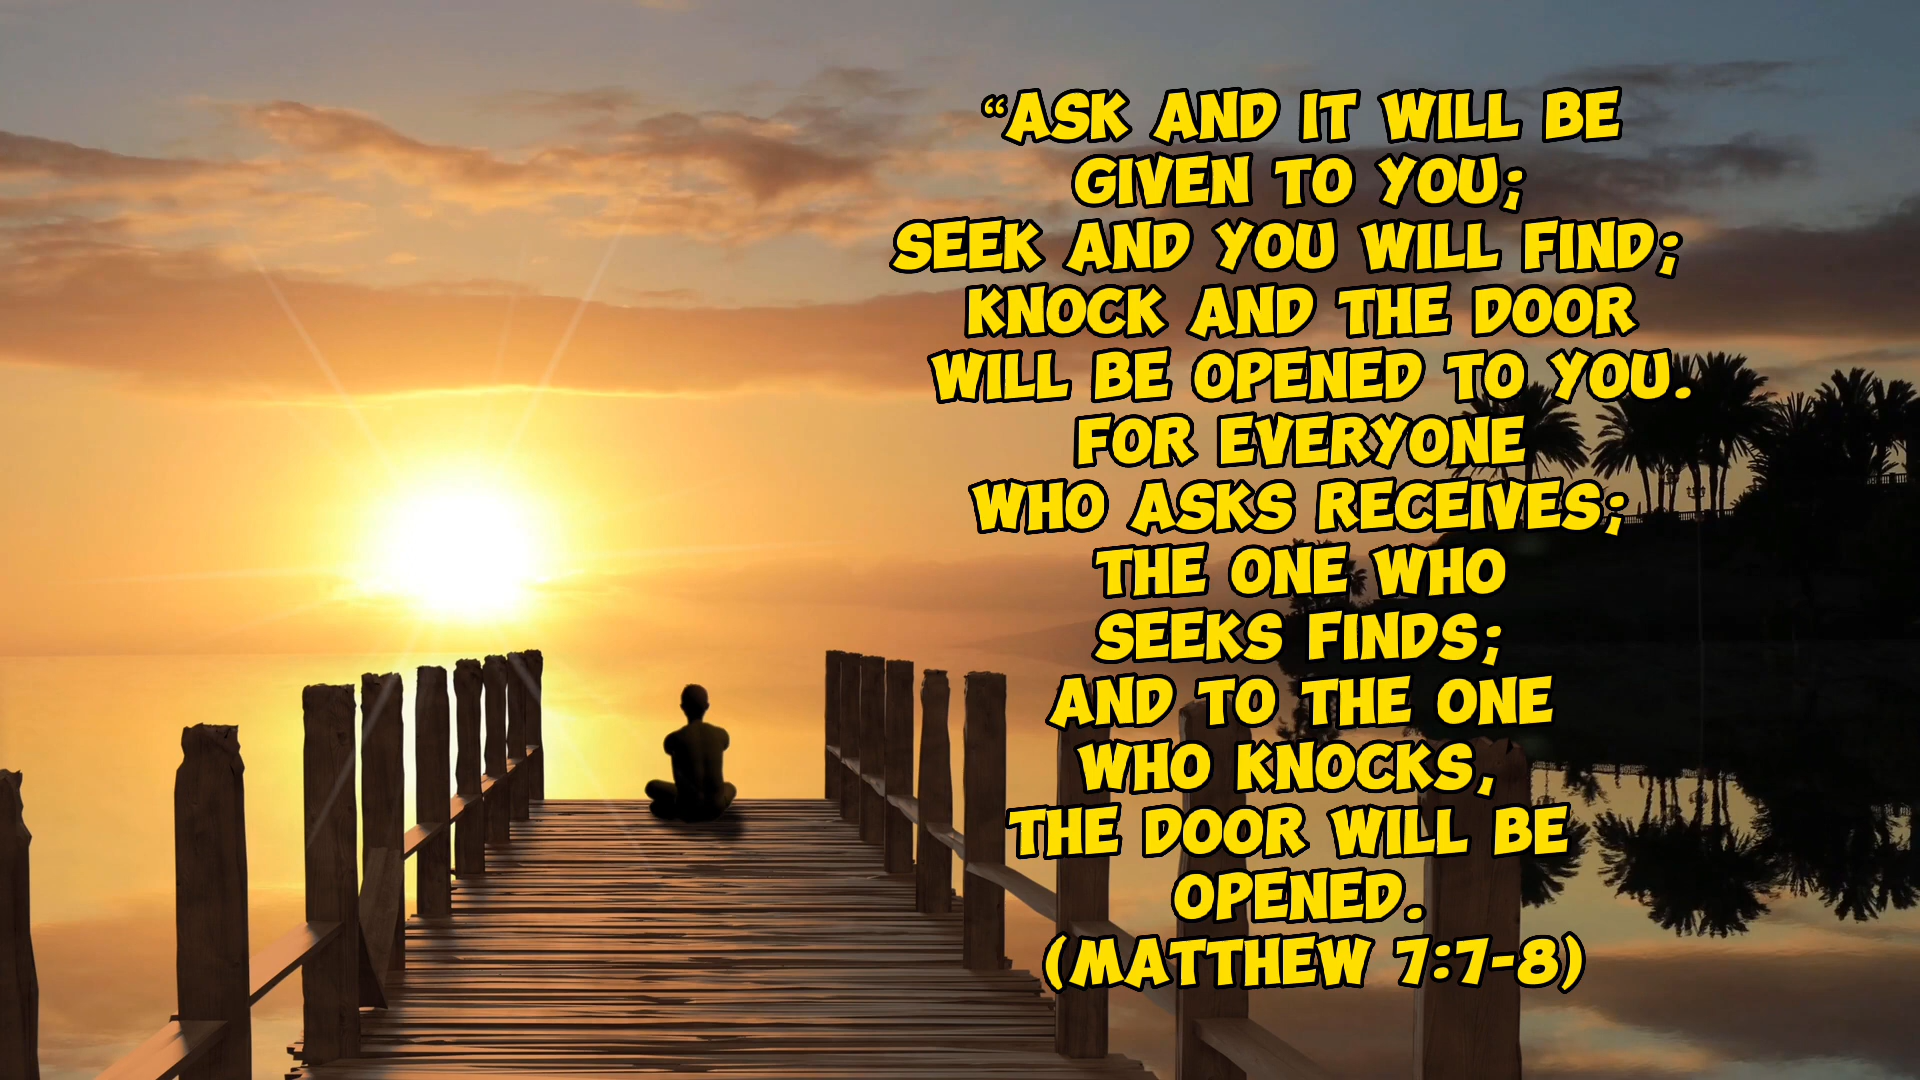 “ASK AND IT WILL BE
GIVEN TO YOU;
SEEK AND YOU WILL FIND;
KNOCK AND THE DOOR
WILL BE OPENED TO YOU.
FOR EVERYONE
WHO ASKS RECEIVES;
THE ONE WHO
SEEKS FINDS;
AND TO THE ONE
WHO KNOCKS,
THE DOOR WILL BE
OPENED.
(MATTHEW 7:7-8)